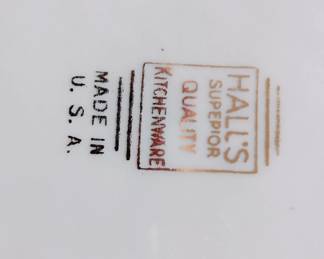 HALL'S
SUPERIOR
QUALITY
KITCHENWARE
MADE IN
U. S. A.